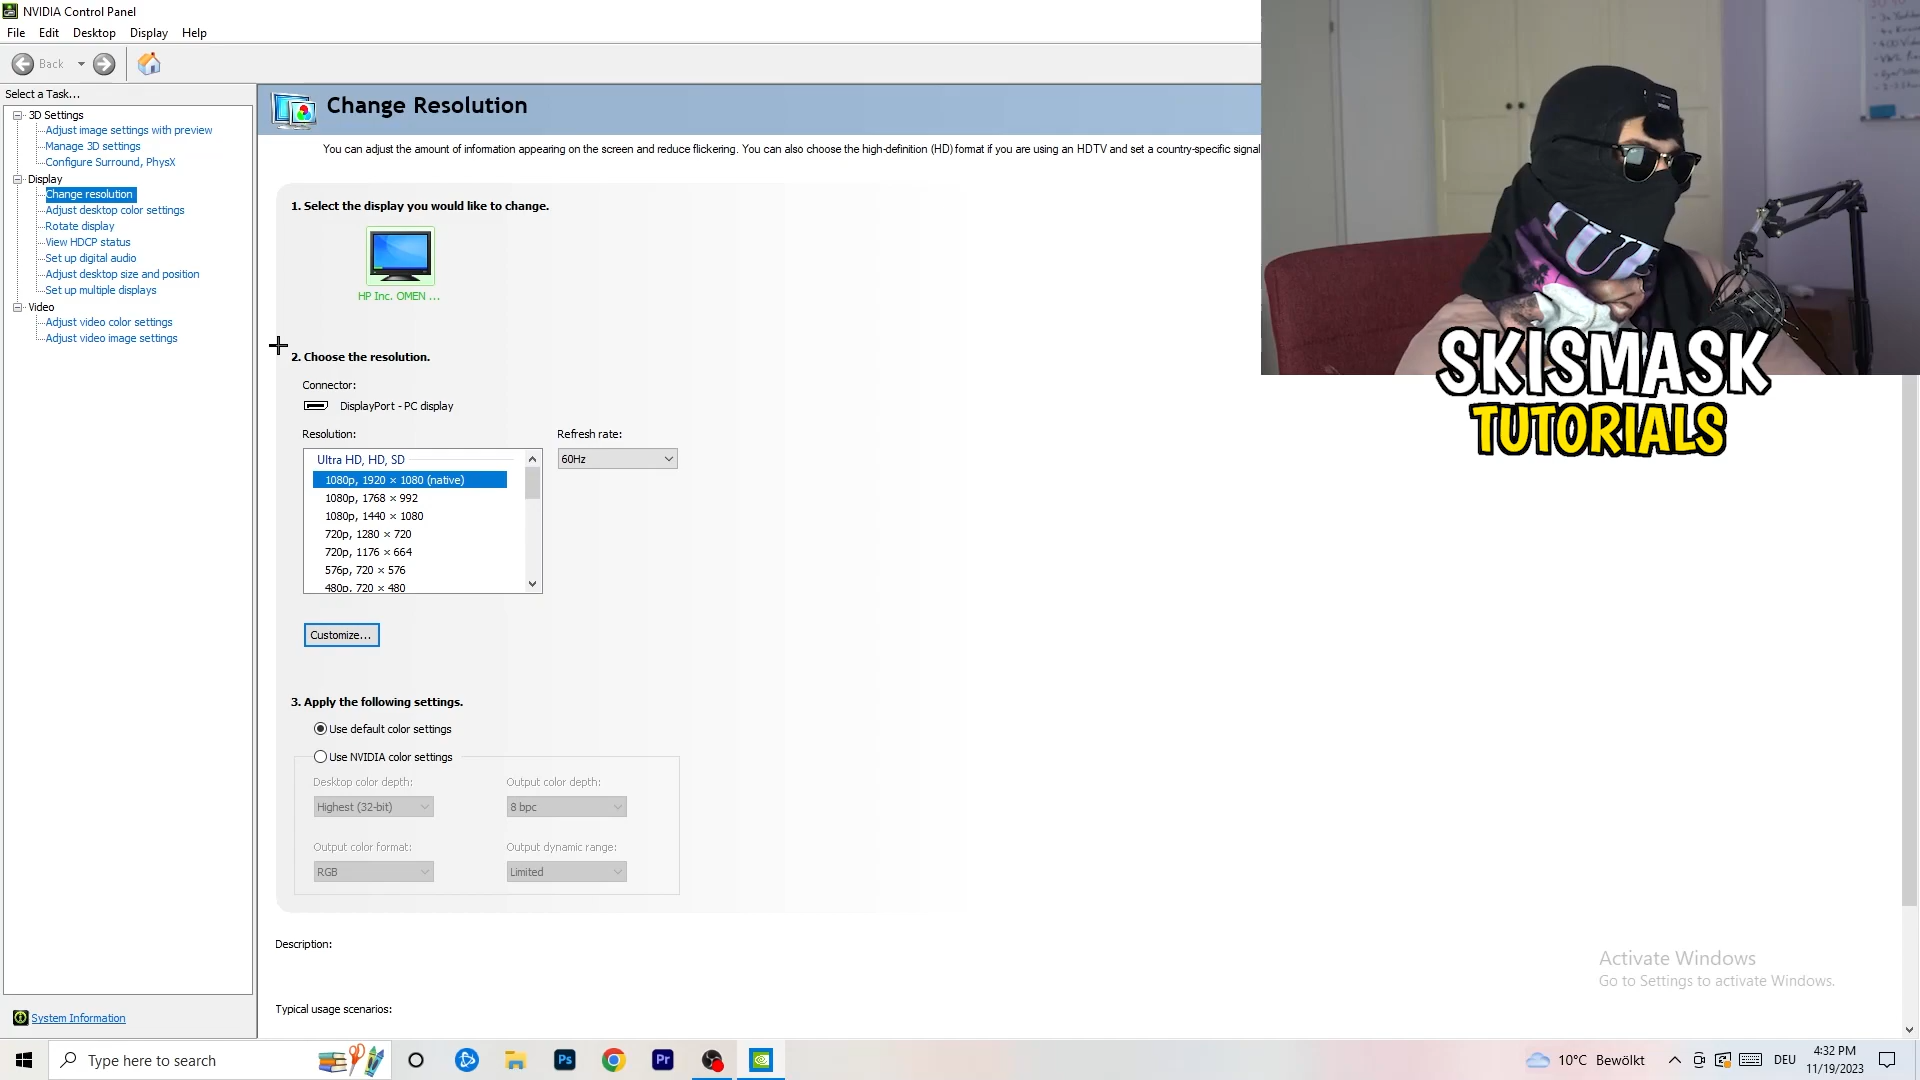 NVIDIA Control Panel
File Edit Desktop Display Help
Back
Select a Task...
3D Settings
Adjust image settings with preview
Manage 3D settings
Configure Surround, PhysX
Display
Change resolution
Adjust desktop color settings
Rotate display
View HDCP status
Set up digital audio
Adjust desktop size and position
Set up multiple displays
Video
Adjust video color settings
Adjust video image settings
System Information
Change Resolution
You can adjust the amount of information appearing on the screen and reduce flickering. You can also choose the high-definition (HD) format if you are using an HDTV and set a country-specific signal
1. Select the display you would like to change.
HP Inc. OMEN ...
2. Choose the resolution.
Connector:
DisplayPort - PC display
Resolution:
Refresh rate:
Ultra HD, HD, SD
60Hz
1080p, 1920 × 1080 (native)
1080p, 1768 × 992
1080p, 1440 × 1080
720p, 1280 × 720
720p, 1176 × 664
576p, 720 × 576
480p, 720 × 480
Customize...
3. Apply the following settings.
Use default color settings
Use NVIDIA color settings
Desktop color depth:
Output color depth:
Highest (32-bit)
8 bpc
Output color format:
Output dynamic range:
RGB
Limited
Description:
Typical usage scenarios:
SKISMASK
TUTORIALS
Activate Windows
Go to Settings to activate Windows.
Type here to search
Ps
Pr
10°C Bewölkt
DEU
4:32 PM
11/19/2023